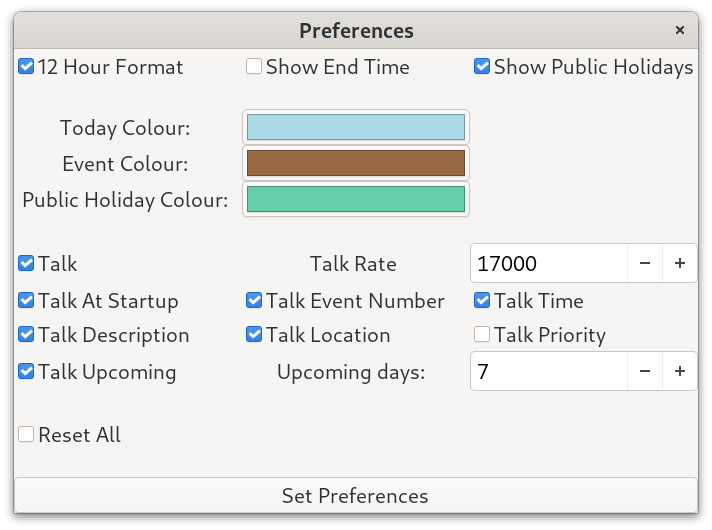 Preferences
12 Hour Format Show End Time Show Public Holidays
Today Colour:
Event Colour:
Public Holiday Colour:
Talk Talk Rate 17000
Talk At Startup Talk Event Number Talk Time
Talk Description Talk Location Talk Priority
Talk Upcoming Upcoming days: 7
Reset All
Set Preferences